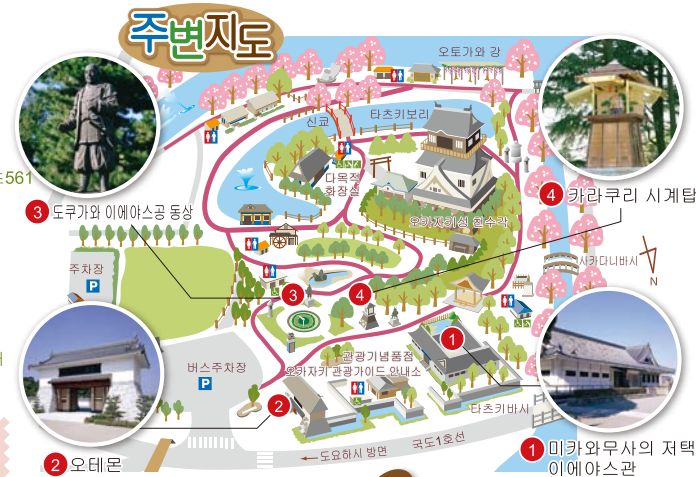 주변지도
오토가와 강
신교
타츠키보리
다목적
화장실
561
3 도쿠가와 이에야스공 동상
4 카라쿠리 시계탑
오카자키성 천수각
사카다니바시
N
주차장
P
3
4
1
버스주차장
P
관광기념품점
오카자키 관광가이드 안내소
2
타츠키바시
국도1호선
← 도요하시 방면
2 오테몬
1 미카와무사의 저택
이에야스관